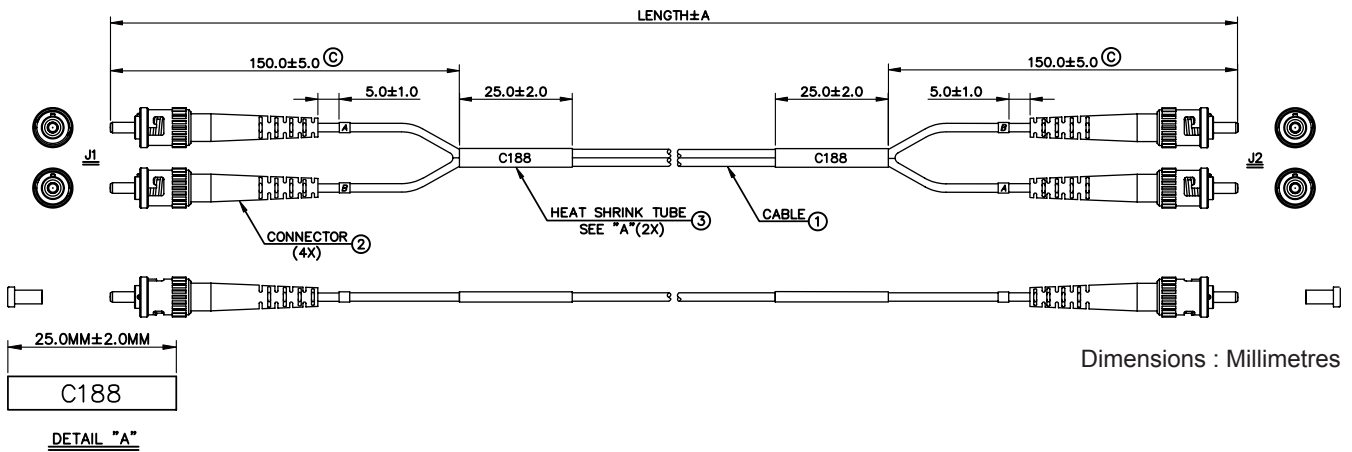 LENGTH±A
150.0±5.0 Ⓒ
150.0±5.0 Ⓒ
5.0±1.0
25.0±2.0
25.0±2.0
5.0±1.0
A
B
J1
C188
C188
J2
B
A
HEAT SHRINK TUBE ③
SEE "A"(2X)
CABLE ①
CONNECTOR ②
(4X)
25.0MM±2.0MM
Dimensions : Millimetres
C188
DETAIL "A"